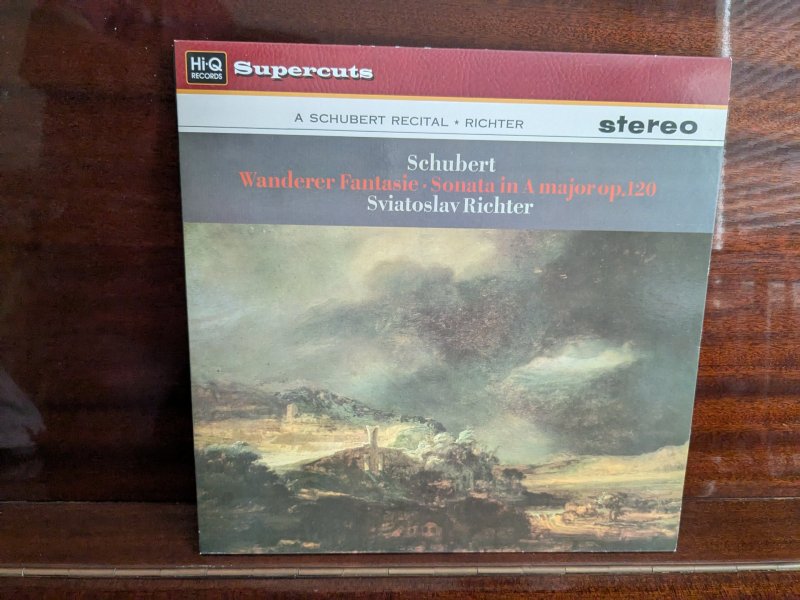 Hi-Q
RECORDS
Supercuts
A SCHUBERT RECITAL ★ RICHTER
stereo
Schubert
Wanderer Fantasie · Sonata in A major op.120
Sviatoslav Richter